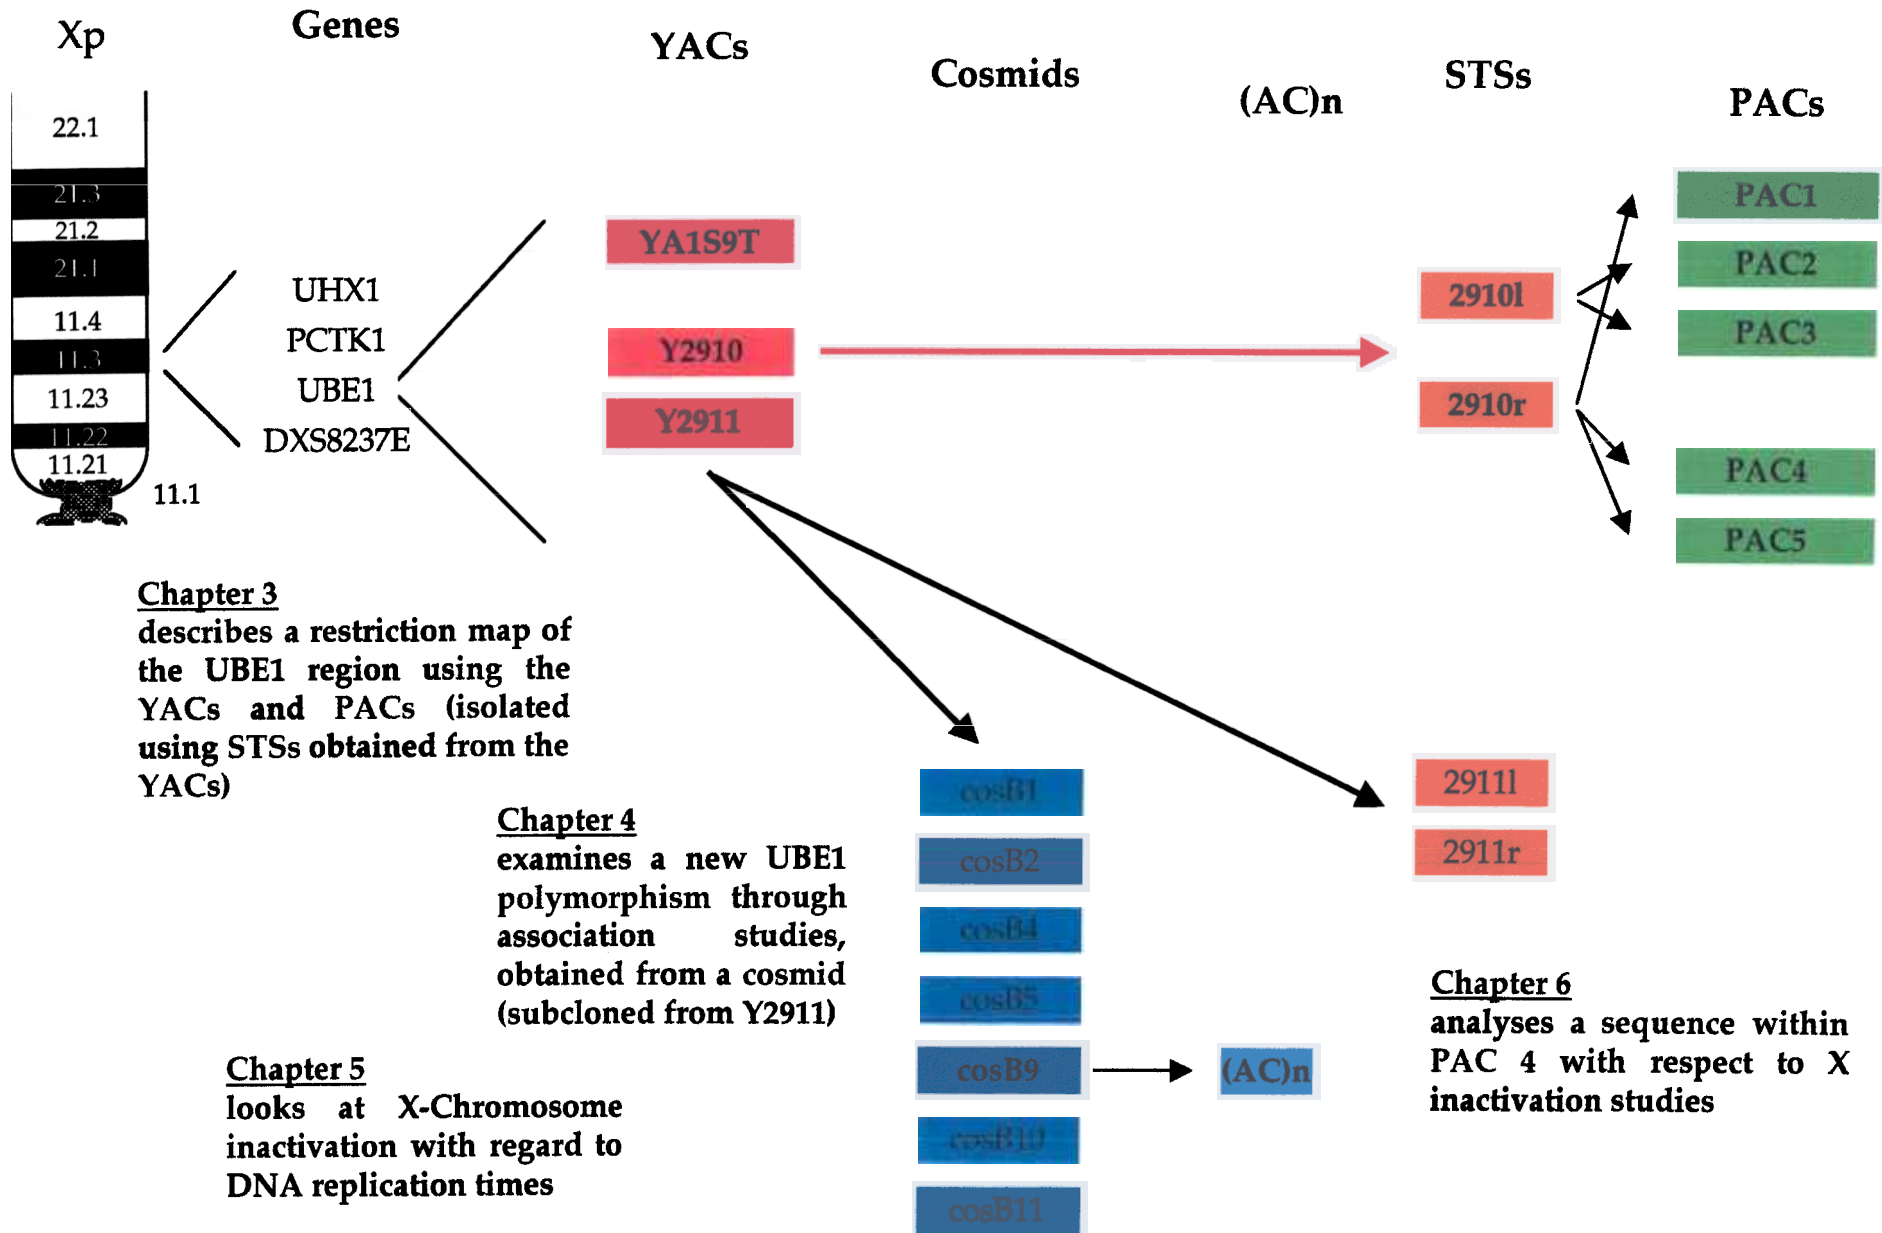 Xp
Genes
YACs
Cosmids
(AC)n
STSs
PACs
22.1
21.3
21.2
21.1
11.4
11.3
11.23
11.22
11.21
11.1
UHX1
PCTK1
UBE1
DXS8237E
YA1S9T
Y2910
Y2911
2910l
2910r
PAC1
PAC2
PAC3
PAC4
PAC5
Chapter 3
describes a restriction map of
the UBE1 region using the
YACs and PACs (isolated
using STSs obtained from the
YACs)
Chapter 4
examines a new UBE1
polymorphism through
association studies,
obtained from a cosmid
(subcloned from Y2911)
Chapter 5
looks at X-Chromosome
inactivation with regard to
DNA replication times
cosB1
cosB2
cosB4
cosB5
cosB9
cosB10
cosB11
(AC)n
2911l
2911r
Chapter 6
analyses a sequence within
PAC 4 with respect to X
inactivation studies